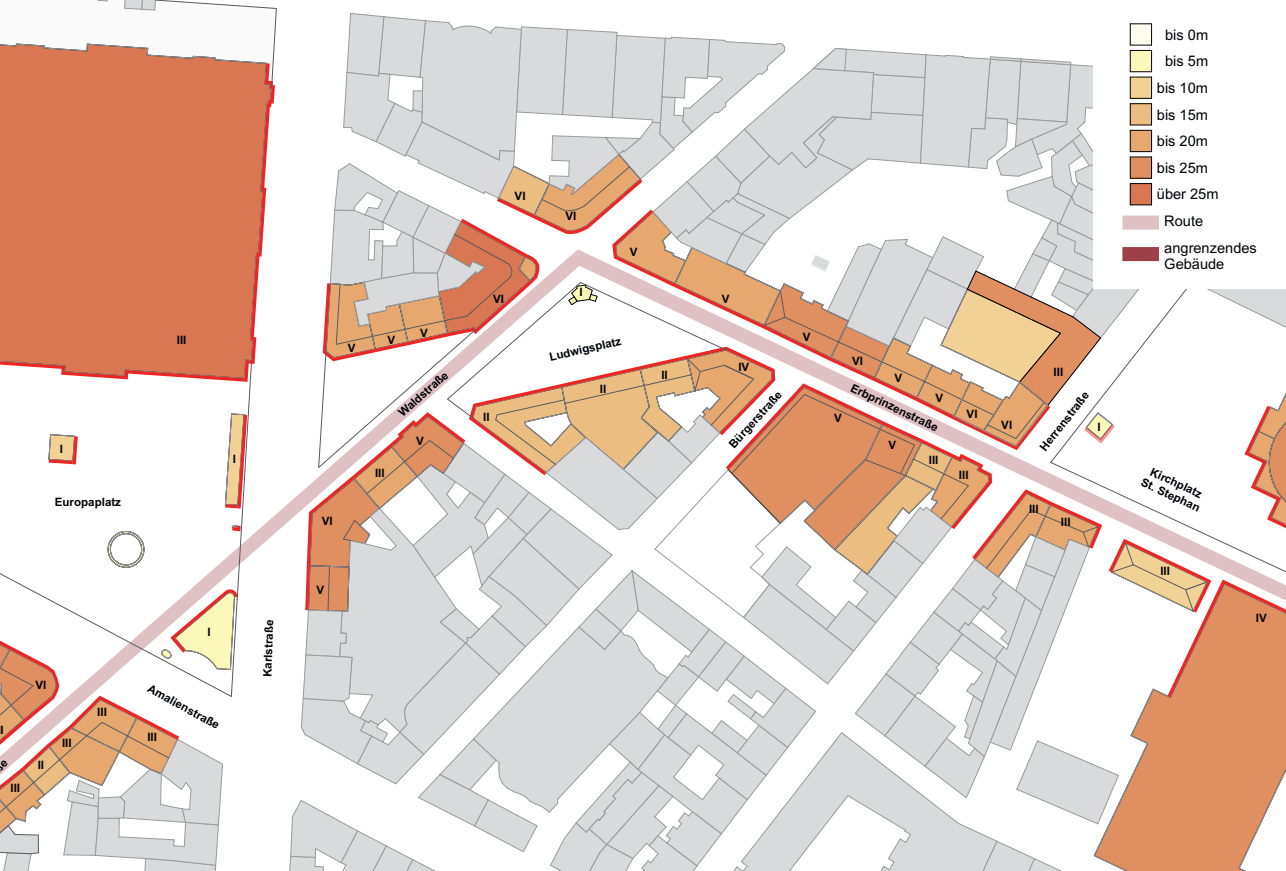 bis 0m
bis 5m
bis 10m
bis 15m
bis 20m
bis 25m
über 25m
Route
angrenzendes
Gebäude
VI
VI
V
V
V
VI
V
V
VI
VI
III
I
VI
V
V
V
Ludwigsplatz
II
II
II
IV
Waldstraße
Bürgerstraße
Erbprinzenstraße
Herrenstraße
I
Kirchplatz
St. Stephan
III
I
I
Europaplatz
V
III
VI
V
V
V
III
III
III
III
III
IV
I
Karlstraße
Amalienstraße
VI
I
III
III
III
II
III
se